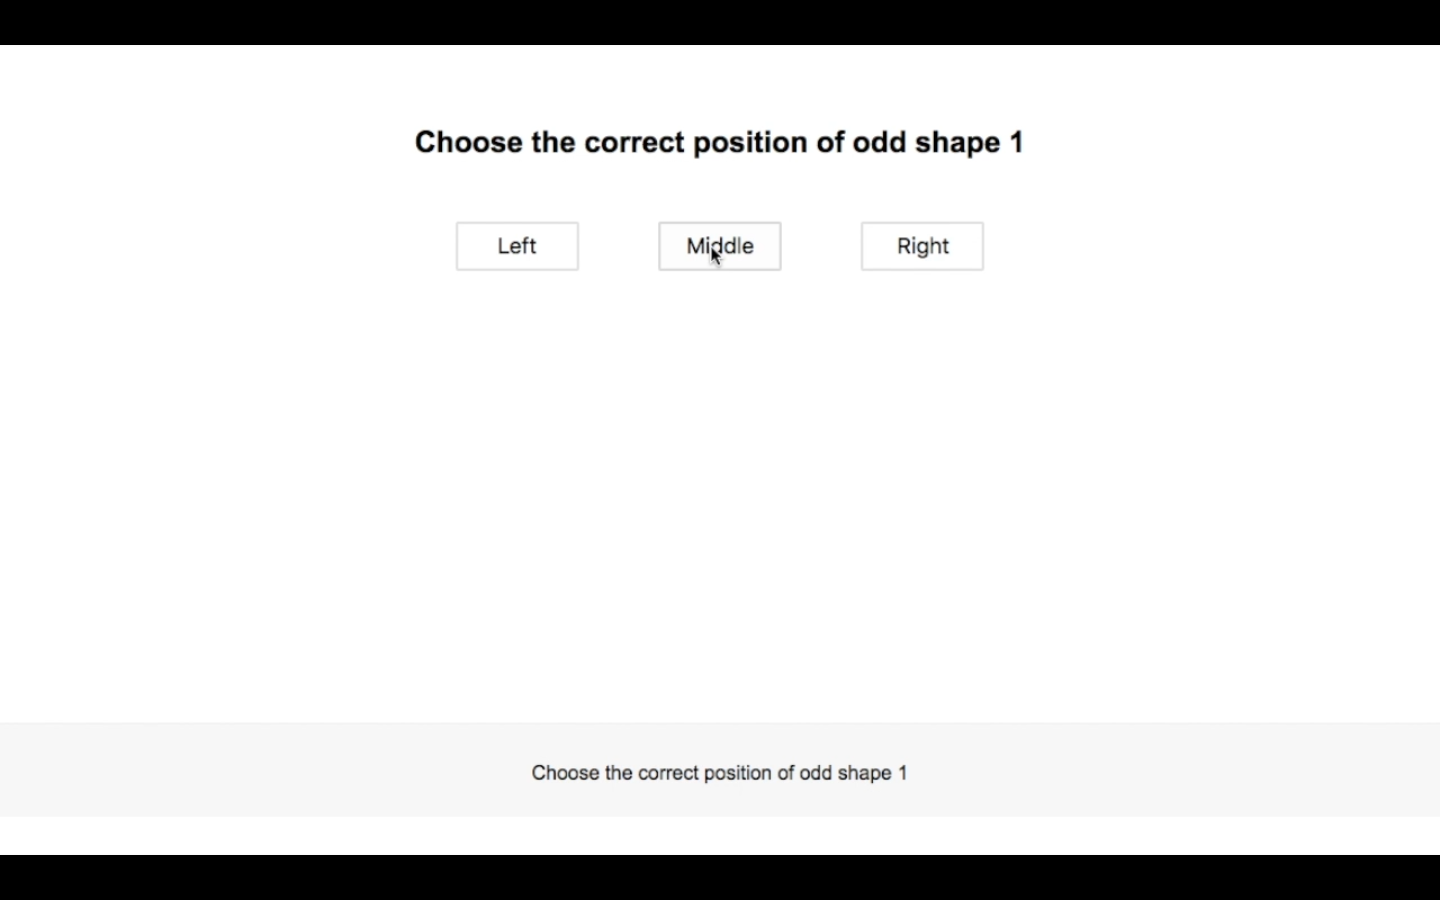 Choose the correct position of odd shape 1
Left
Middle
Right
Choose the correct position of odd shape 1